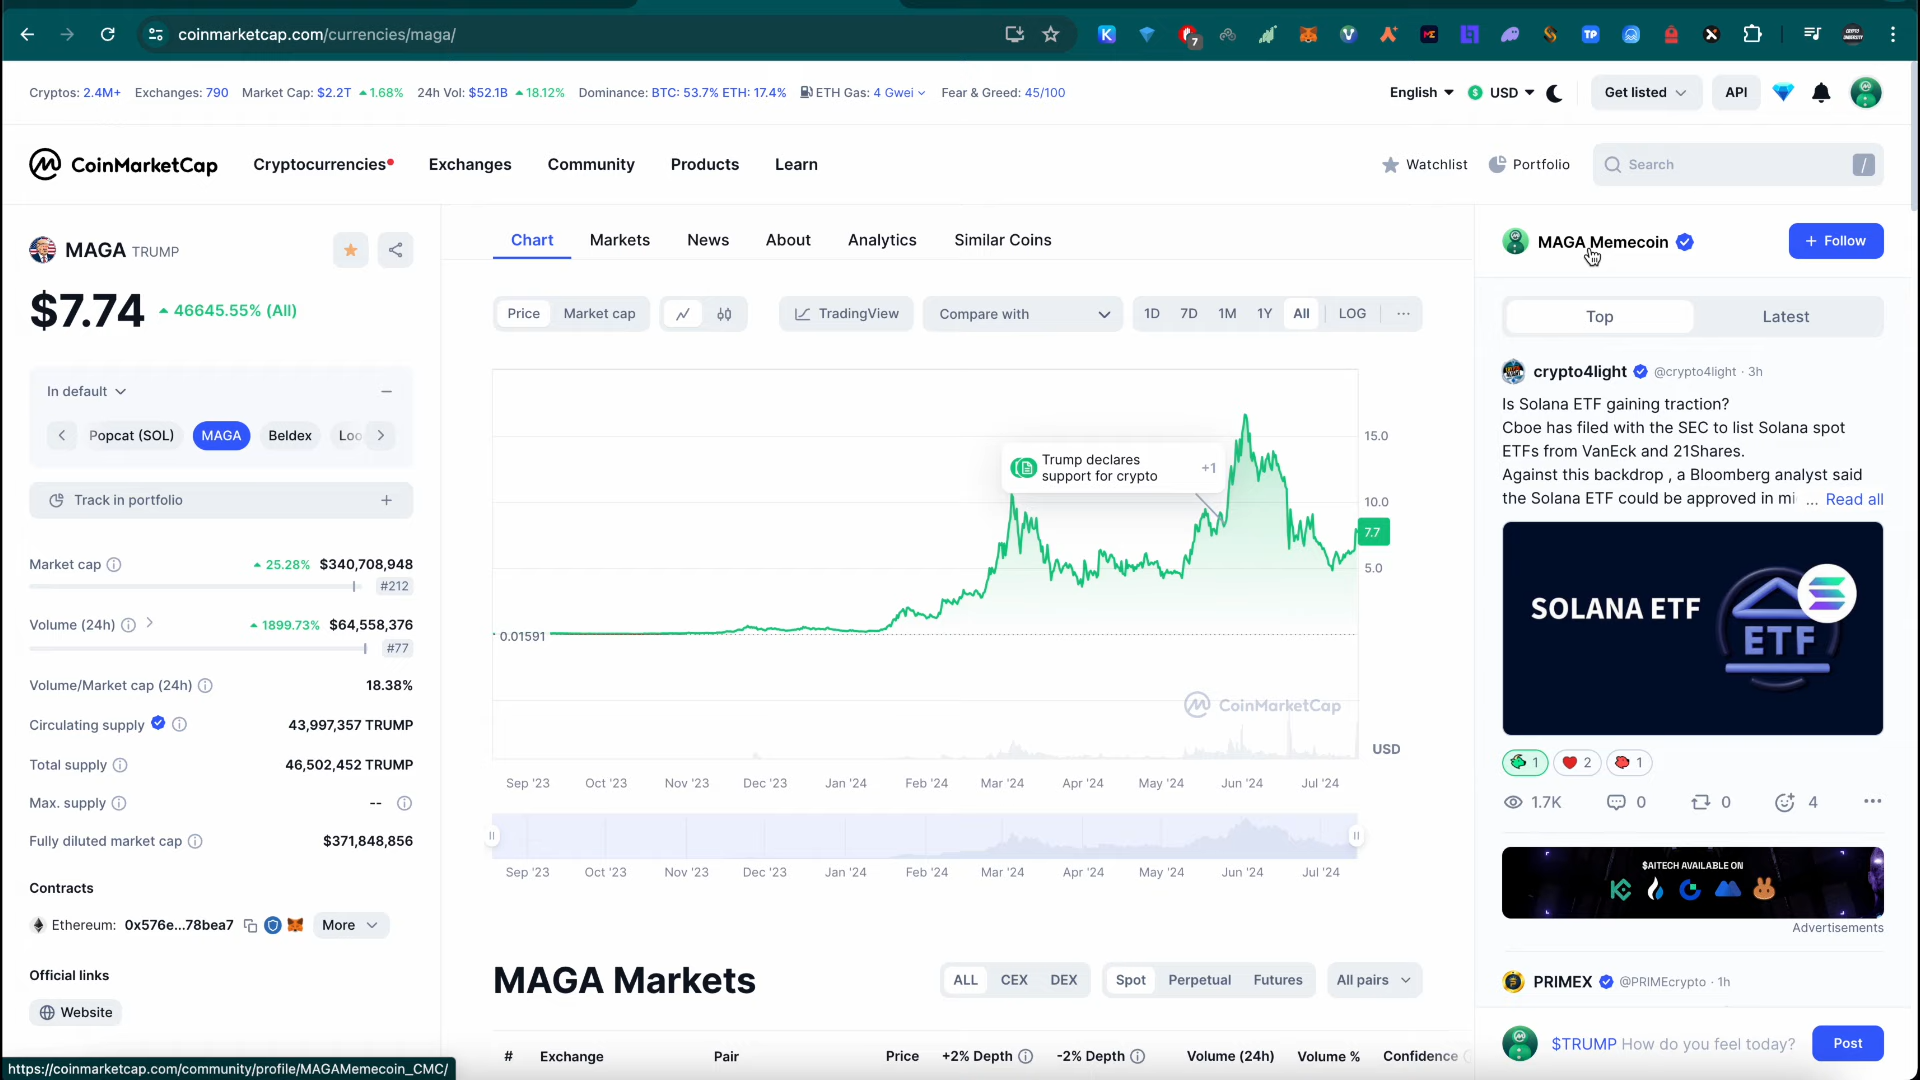 coinmarketcap.com/currencies/maga/
7
Cryptos: 2.4M+ Exchanges: 790 Market Cap: $2.2T 1.68% 24h Vol: $52.1B 18.12% Dominance: BTC: 53.7% ETH: 17.4% ETH Gas: 4 Gwei Fear & Greed: 45/100
English USD Get listed API
CoinMarketCap Cryptocurrencies Exchanges Community Products Learn
Watchlist Portfolio Search /
MAGA TRUMP
$7.74 46645.55% (All)
In default
Popcat (SOL) MAGA Beldex Loo
Track in portfolio +
Market cap 25.28% $340,708,948
#212
Volume (24h) 1899.73% $64,558,376
#77
Volume/Market cap (24h) 18.38%
Circulating supply 43,997,357 TRUMP
Total supply 46,502,452 TRUMP
Max. supply --
Fully diluted market cap $371,848,856
Contracts
Ethereum: 0x576e...78bea7 More
Official links
Website
https://coinmarketcap.com/community/profile/MAGAMemecoin_CMC/
Chart Markets News About Analytics Similar Coins
Price Market cap TradingView Compare with 1D 7D 1M 1Y All LOG ...
Trump declares
support for crypto
+1
15.0
10.0
7.7
5.0
0.01591
CoinMarketCap
USD
Sep '23 Oct '23 Nov '23 Dec '23 Jan '24 Feb '24 Mar '24 Apr '24 May '24 Jun '24 Jul '24
Sep '23 Oct '23 Nov '23 Dec '23 Jan '24 Feb '24 Mar '24 Apr '24 May '24 Jun '24 Jul '24
MAGA Markets ALL CEX DEX Spot Perpetual Futures All pairs
# Exchange Pair Price +2% Depth -2% Depth Volume (24h) Volume % Confidence
MAGA Memecoin + Follow
Top Latest
crypto4light @crypto4light · 3h
Is Solana ETF gaining traction?
Cboe has filed with the SEC to list Solana spot
ETFs from VanEck and 21Shares.
Against this backdrop , a Bloomberg analyst said
the Solana ETF could be approved in mi ... Read all
SOLANA ETF
ETF
1 2 1
1.7K 0 0 4 ...
$AITECH AVAILABLE ON
Advertisements
PRIMEX @PRIMEcrypto · 1h
$TRUMP How do you feel today? Post